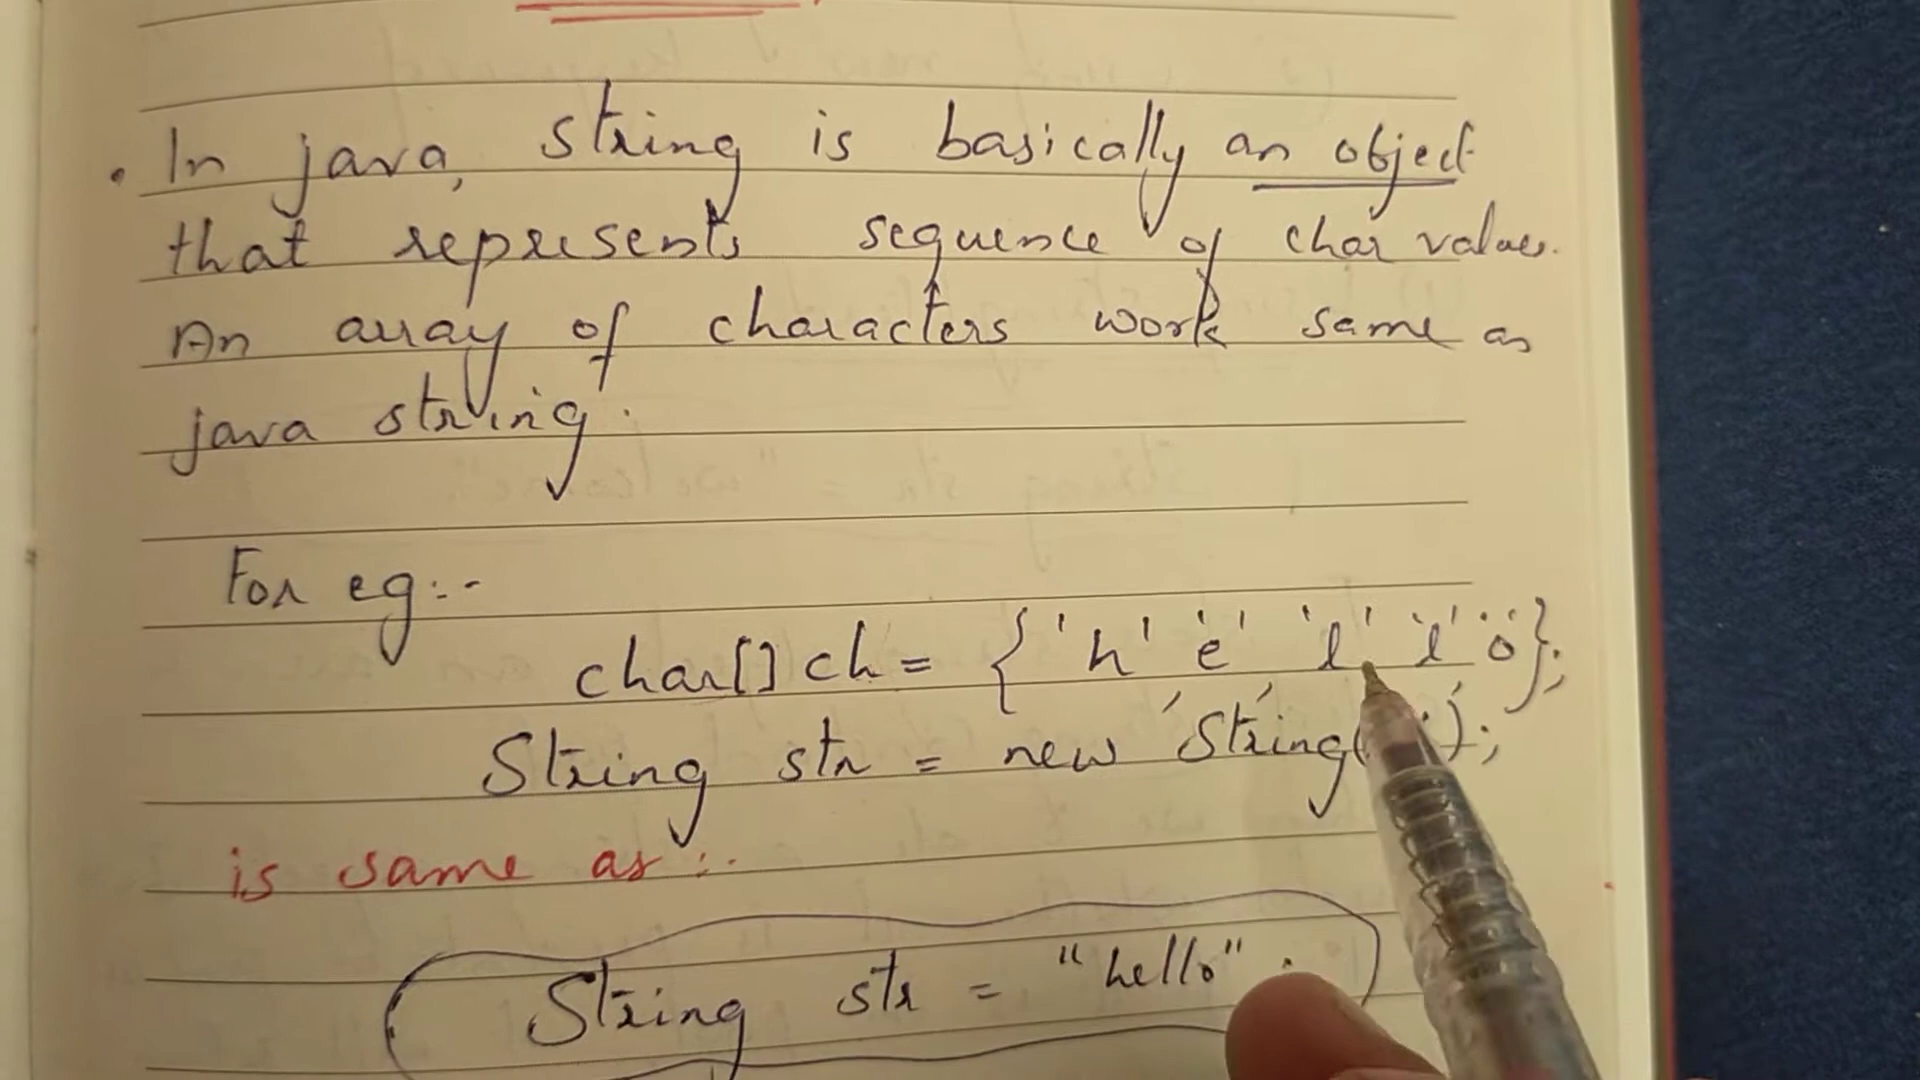 . In java, string is basically an object
that represents sequence of char values.
An array of characters work same as
java string.
For eg:-
char[] ch = { 'h' 'e' 'l' 'l' 'o' };
String str = new String( );
is same as :-
String str = "hello" ;